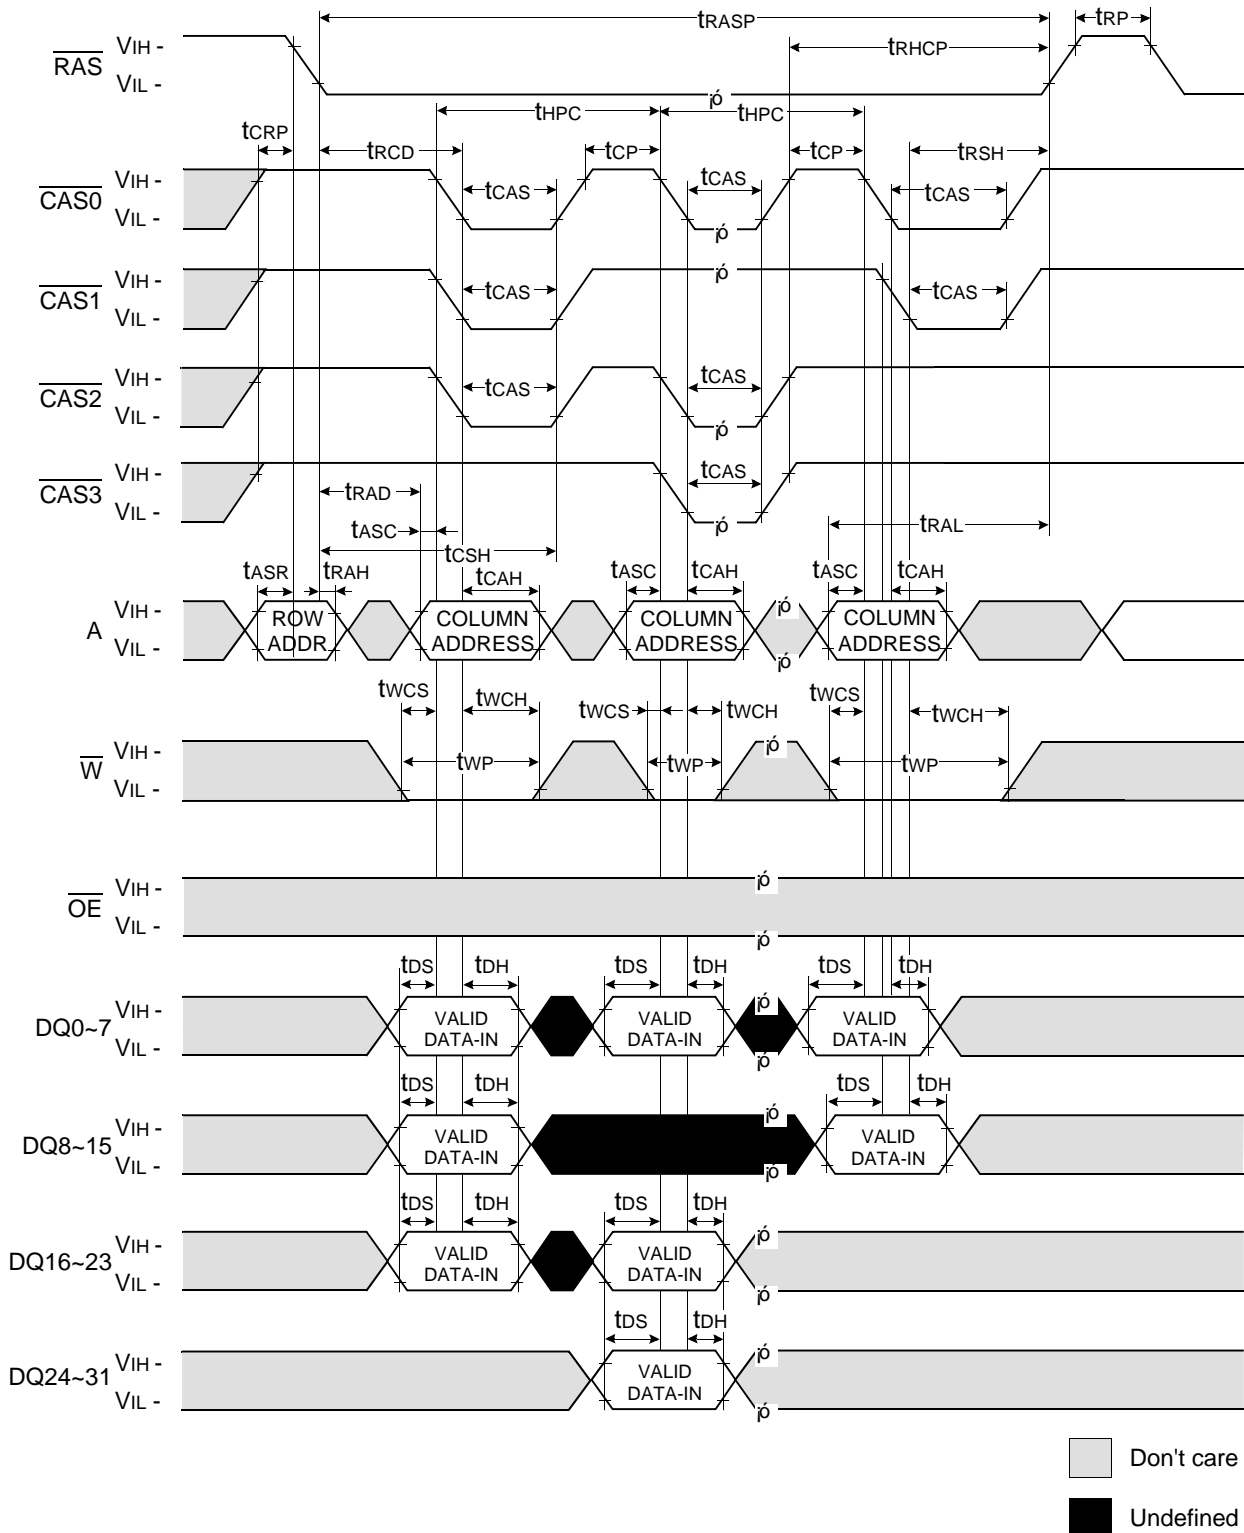 tRASP
tRP
RAS
VIH -
VIL -
tRHCP
¡ó
tHPC
tHPC
tCRP
tRCD
tCP
tCP
tRSH
CAS0
VIH -
VIL -
tCAS
tCAS
tCAS
¡ó
CAS1
VIH -
VIL -
¡ó
tCAS
tCAS
CAS2
VIH -
VIL -
tCAS
tCAS
¡ó
CAS3
VIH -
VIL -
tCAS
¡ó
tRAD
tASC
tCSH
tRAL
tASR
tRAH
tCAH
tASC
tCAH
tASC
tCAH
A
VIH -
VIL -
ROW
ADDR
COLUMN
ADDRESS
COLUMN
ADDRESS
¡ó
¡ó
COLUMN
ADDRESS
tWCS
tWCH
tWCS
tWCH
tWCS
tWCH
W
VIH -
VIL -
tWP
tWP
¡ó
tWP
OE
VIH -
VIL -
¡ó
¡ó
tDS
tDH
tDS
tDH
tDS
tDH
DQ0~7
VIH -
VIL -
VALID
DATA-IN
VALID
DATA-IN
¡ó
¡ó
VALID
DATA-IN
tDS
tDH
tDS
tDH
DQ8~15
VIH -
VIL -
VALID
DATA-IN
¡ó
¡ó
VALID
DATA-IN
tDS
tDH
tDS
tDH
DQ16~23
VIH -
VIL -
VALID
DATA-IN
VALID
DATA-IN
¡ó
¡ó
tDS
tDH
DQ24~31
VIH -
VIL -
VALID
DATA-IN
¡ó
¡ó
Don't care
Undefined